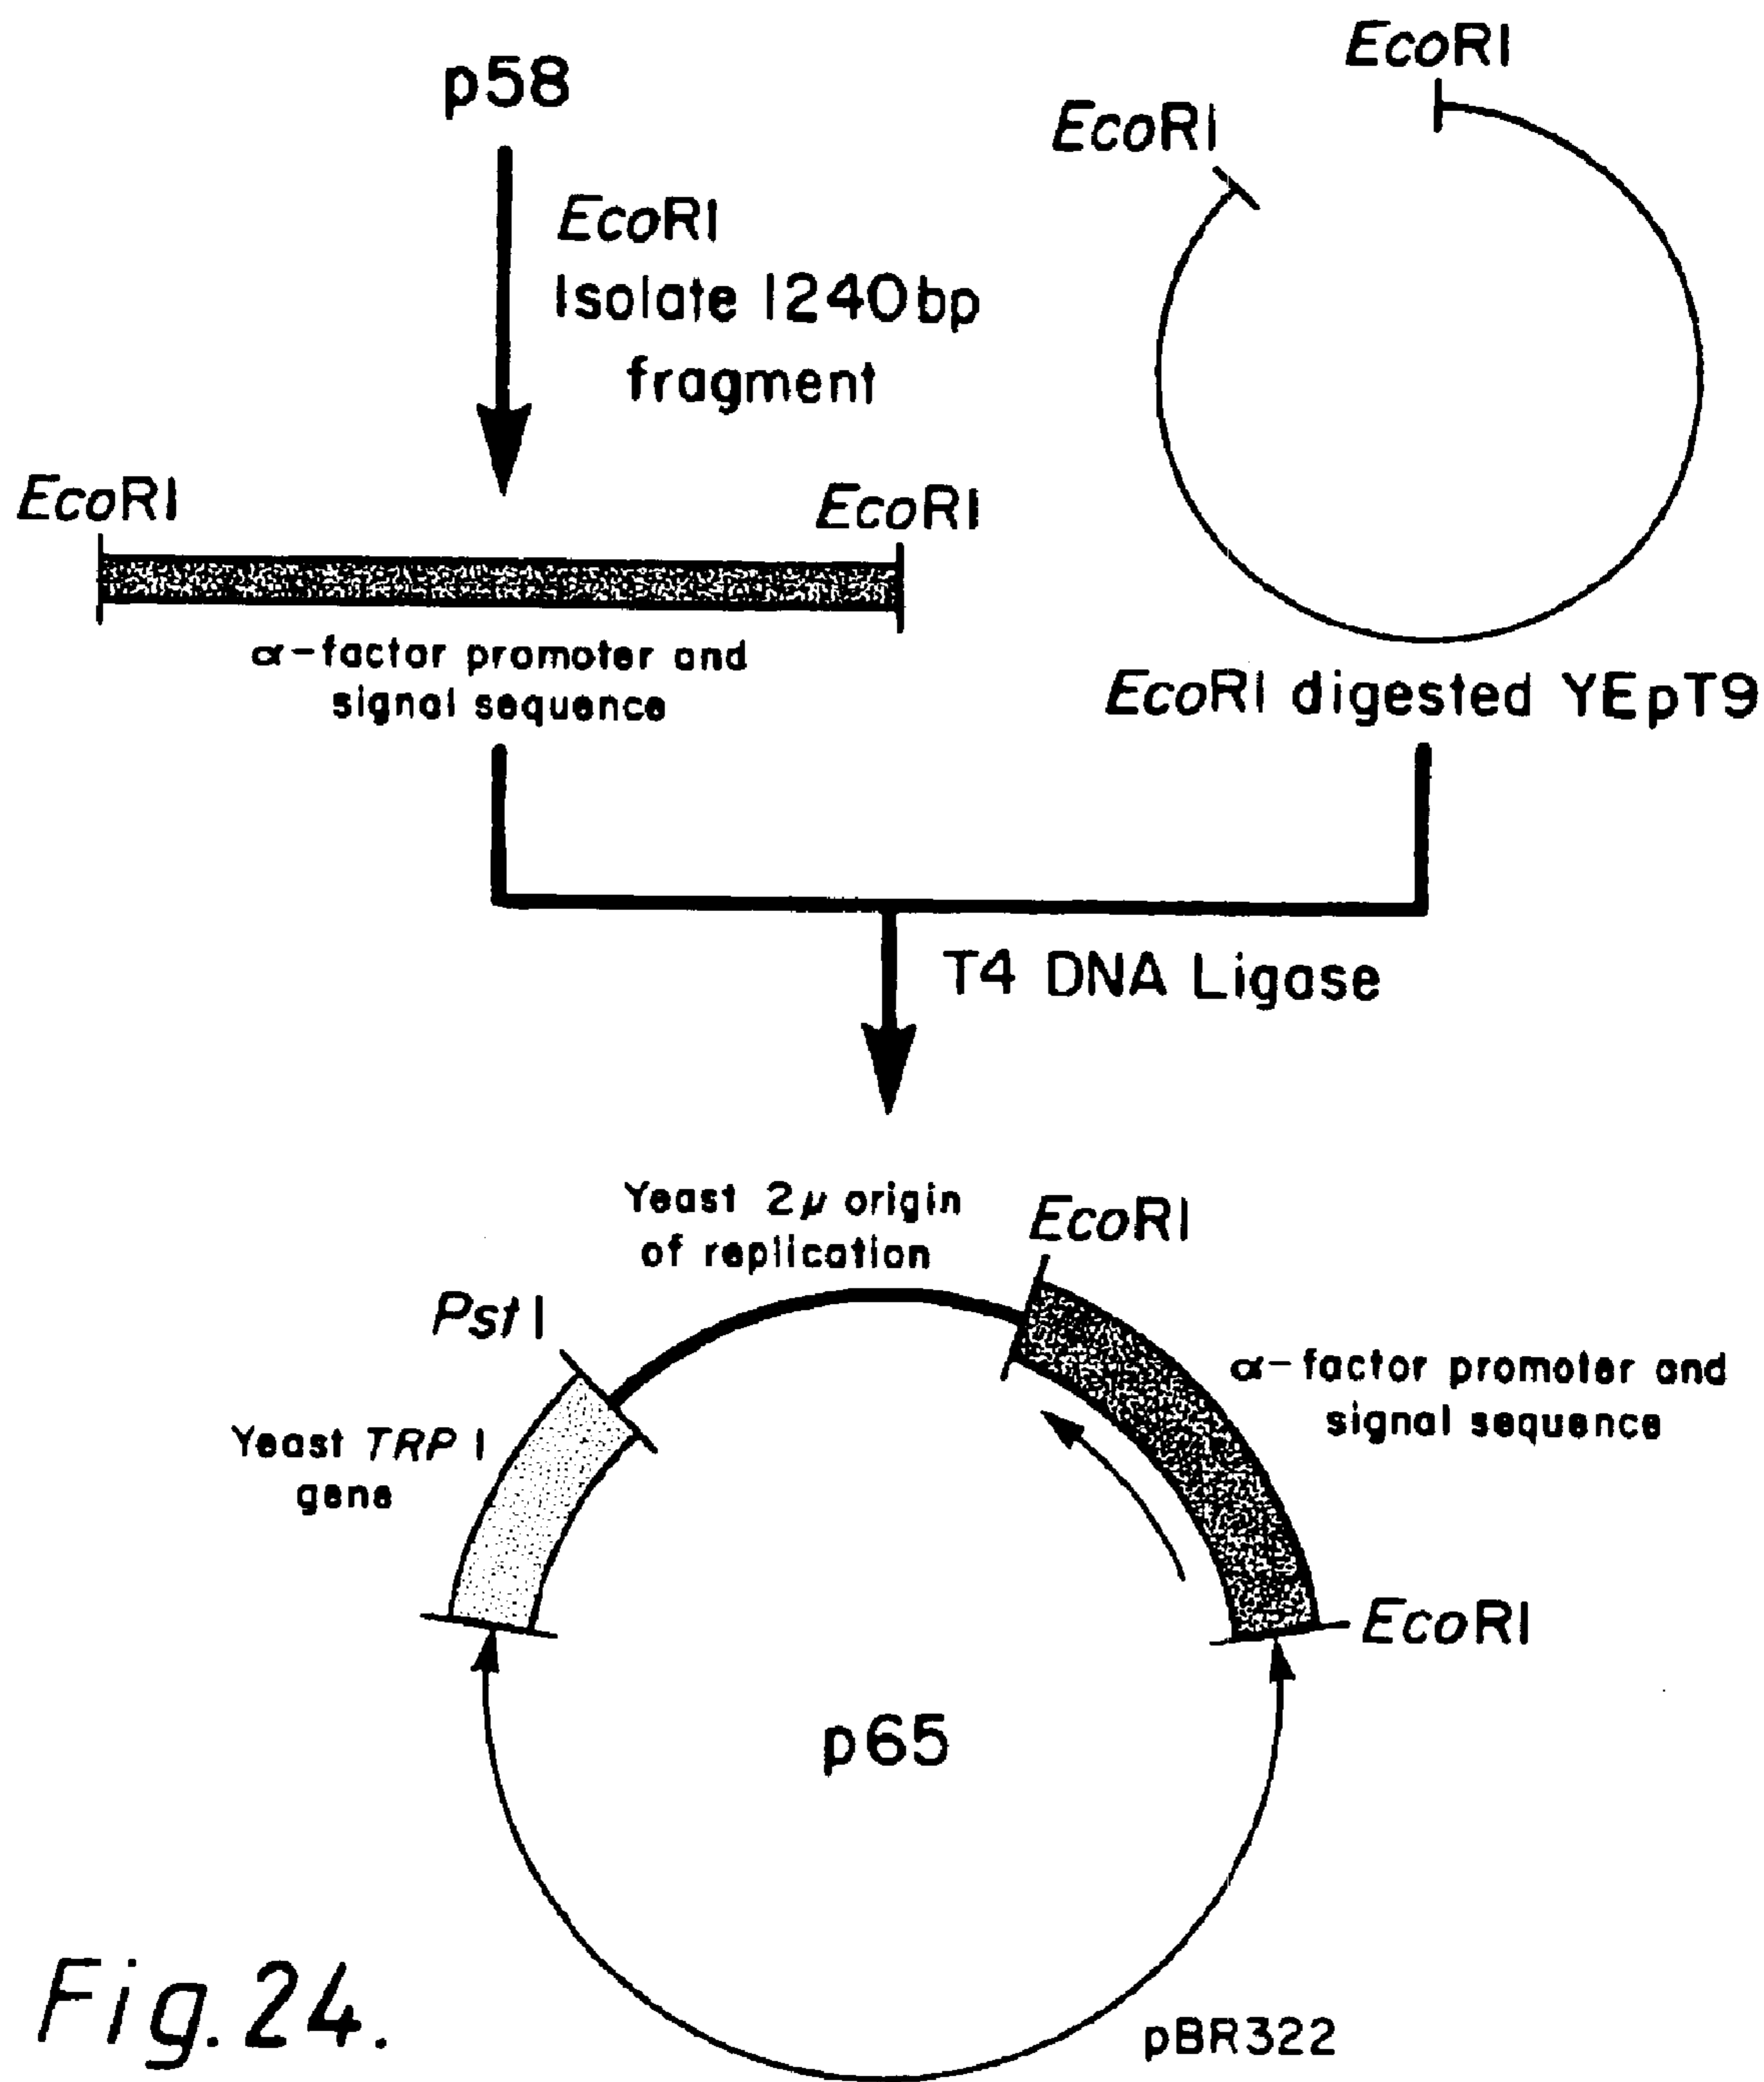 p58
EcoRI
Isolate 1240bp
fragment
EcoRI
EcoRI
α-factor promoter and
signal sequence
EcoRI
EcoRI
EcoRI digested YEpT9
T4 DNA Ligase
Yeast 2μ origin
of replication
EcoRI
PstI
α-factor promoter and
signal sequence
Yeast TRP I
gene
EcoRI
p65
pBR322
Fig. 24.